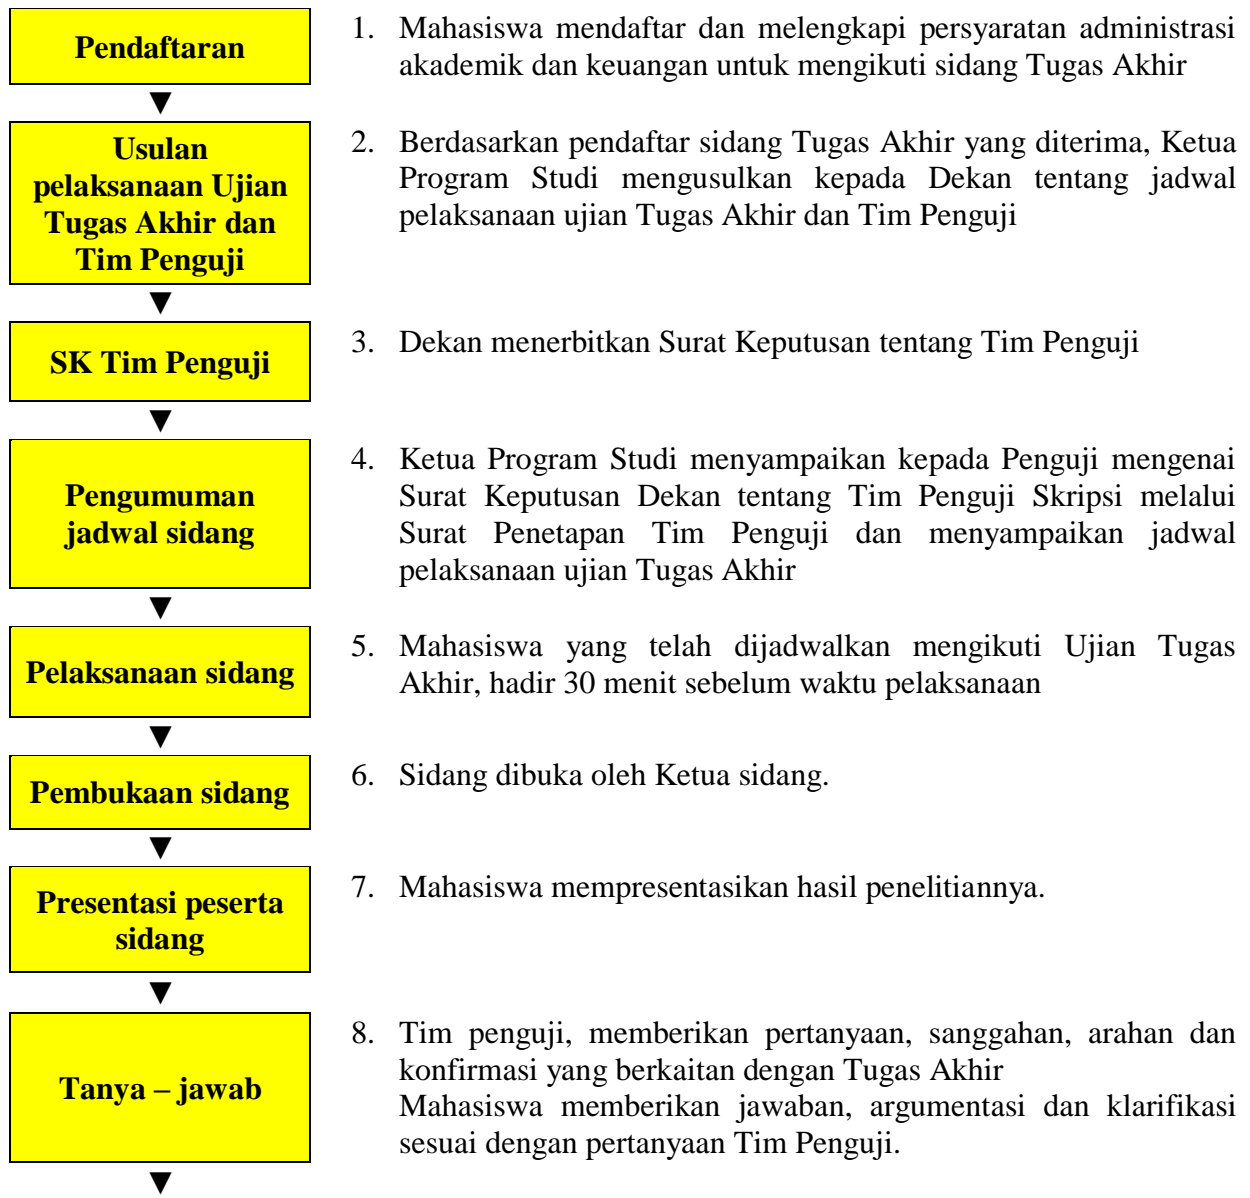 Pendaftaran
1. Mahasiswa mendaftar dan melengkapi persyaratan administrasi
akademik dan keuangan untuk mengikuti sidang Tugas Akhir
▼
Usulan
pelaksanaan Ujian
Tugas Akhir dan
Tim Penguji
2. Berdasarkan pendaftar sidang Tugas Akhir yang diterima, Ketua
Program Studi mengusulkan kepada Dekan tentang jadwal
pelaksanaan ujian Tugas Akhir dan Tim Penguji
▼
SK Tim Penguji
3. Dekan menerbitkan Surat Keputusan tentang Tim Penguji
▼
Pengumuman
jadwal sidang
4. Ketua Program Studi menyampaikan kepada Penguji mengenai
Surat Keputusan Dekan tentang Tim Penguji Skripsi melalui
Surat Penetapan Tim Penguji dan menyampaikan jadwal
pelaksanaan ujian Tugas Akhir
▼
Pelaksanaan sidang
5. Mahasiswa yang telah dijadwalkan mengikuti Ujian Tugas
Akhir, hadir 30 menit sebelum waktu pelaksanaan
▼
Pembukaan sidang
6. Sidang dibuka oleh Ketua sidang.
▼
Presentasi peserta
sidang
7. Mahasiswa mempresentasikan hasil penelitiannya.
▼
Tanya – jawab
8. Tim penguji, memberikan pertanyaan, sanggahan, arahan dan
konfirmasi yang berkaitan dengan Tugas Akhir
Mahasiswa memberikan jawaban, argumentasi dan klarifikasi
sesuai dengan pertanyaan Tim Penguji.
▼